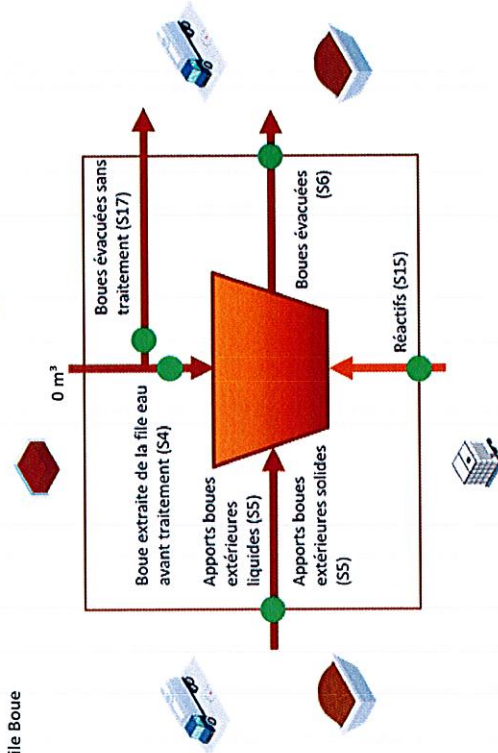 ile Boue
0 m³
Boues évacuées sans
traitement (S17)
Boue extraite de la file eau
avant traitement (S4)
Apports boues
extérieures
liquides (S5)
Apports boues
extérieures solides
(S5)
Boues évacuées
(S6)
Réactifs (S15)